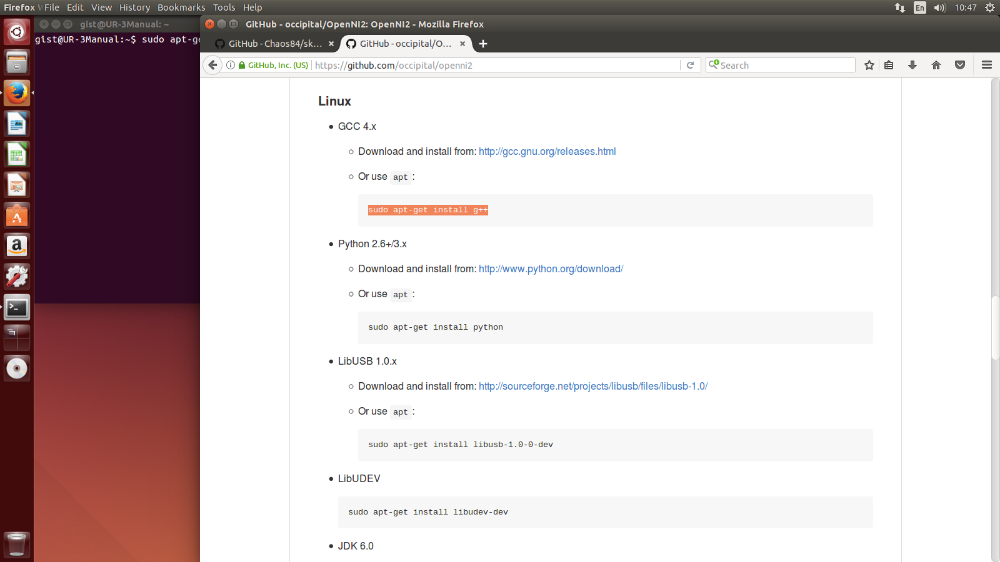 Firefox W File Edit View History Bookmarks Tools Help
En 10:47
gist@UR-3Manual: ~
gist@UR-3Manual:~$ sudo apt-ge
GitHub - occipital/OpenNI2: OpenNI2 - Mozilla Firefox
GitHub - Chaos84/sk...
GitHub - occipital/O...
GitHub, Inc. (US)
https://github.com/occipital/openni2
Search
Linux
GCC 4.x
Download and install from: http://gcc.gnu.org/releases.html
Or use apt :
sudo apt-get install g++
Python 2.6+/3.x
Download and install from: http://www.python.org/download/
Or use apt :
sudo apt-get install python
LibUSB 1.0.x
Download and install from: http://sourceforge.net/projects/libusb/files/libusb-1.0/
Or use apt :
sudo apt-get install libusb-1.0-0-dev
LibUDEV
sudo apt-get install libudev-dev
JDK 6.0